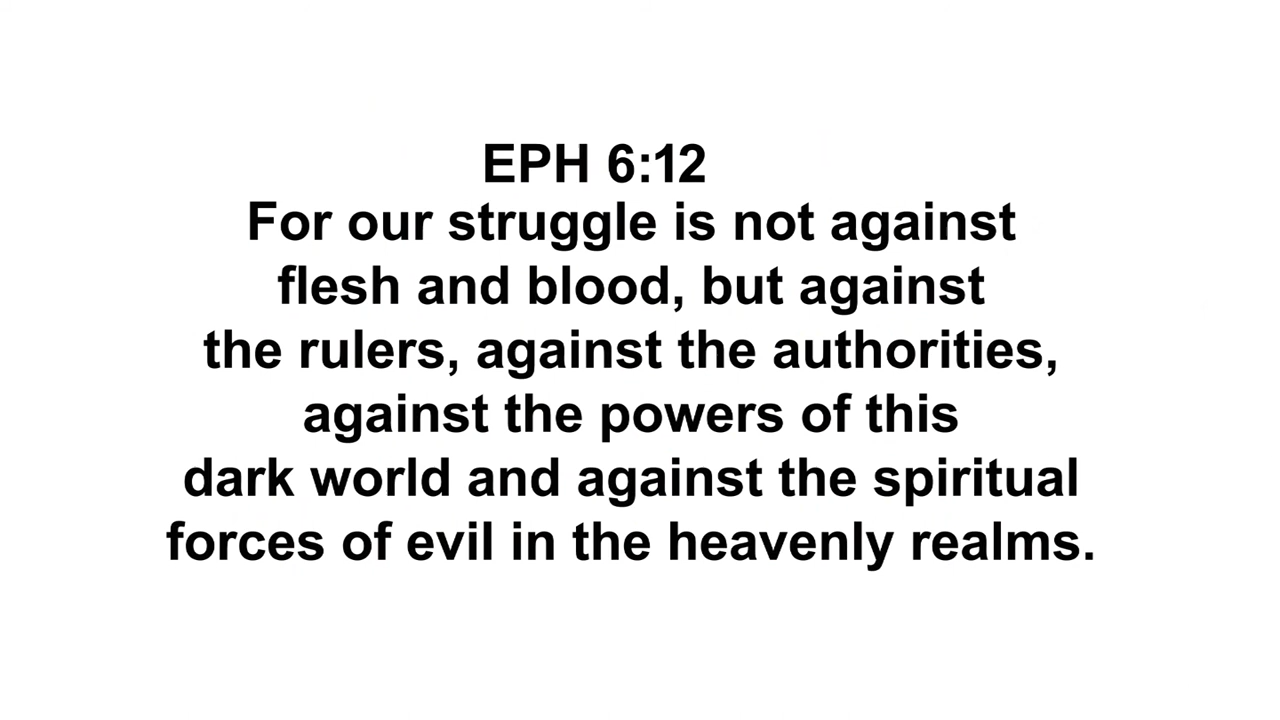 EPH 6:12
For our struggle is not against
flesh and blood, but against
the rulers, against the authorities,
against the powers of this
dark world and against the spiritual
forces of evil in the heavenly realms.